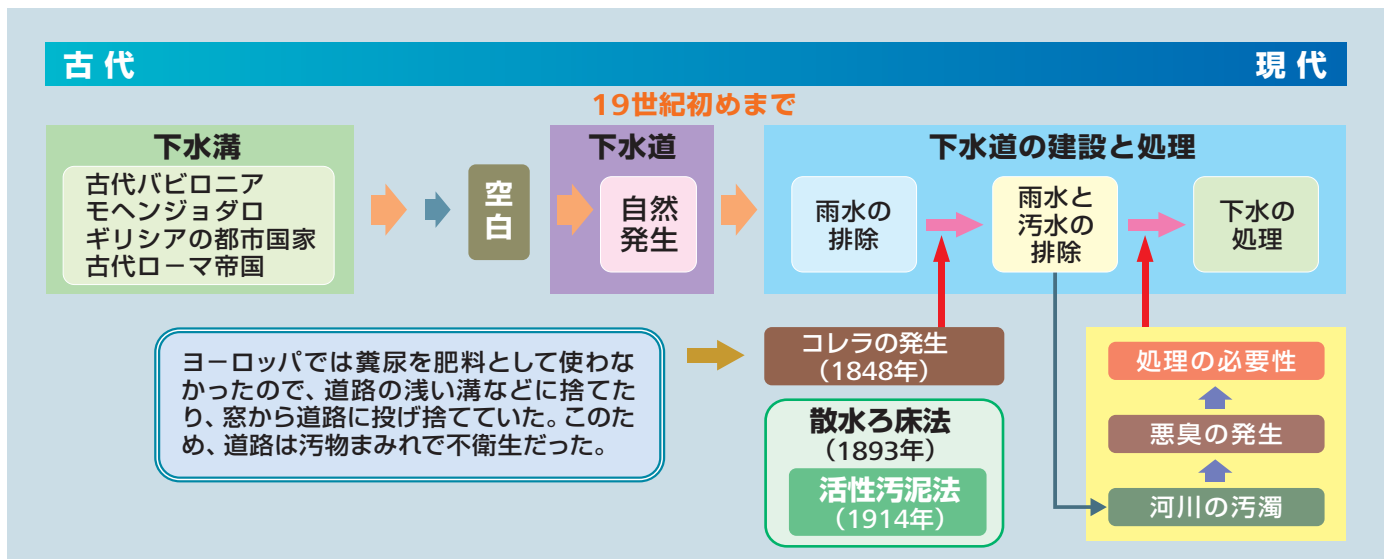 古代
現代
19世紀初めまで
下水溝
古代バビロニア
モヘンジョダロ
ギリシアの都市国家
古代ローマ帝国
空白
下水道
自然
発生
下水道の建設と処理
雨水の
排除
雨水と
汚水の
排除
下水の
処理
ヨーロッパでは糞尿を肥料として使わな
かったので、道路の浅い溝などに捨てた
り、窓から道路に投げ捨てていた。このた
め、道路は汚物まみれで不衛生だった。
コレラの発生
（1848年）
散水ろ床法
（1893年）
活性汚泥法
（1914年）
処理の必要性
悪臭の発生
河川の汚濁